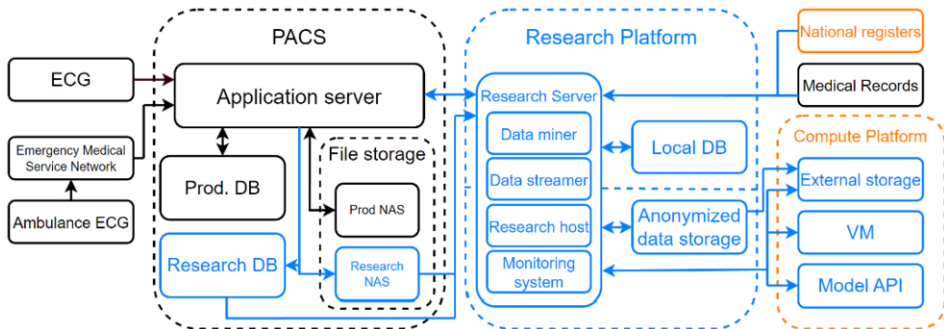 PACS
Research Platform
National registers
ECG
Application server
Research Server
Medical Records
Emergency Medical
Service Network
File storage
Data miner
Local DB
Compute Platform
Prod. DB
Data streamer
External storage
Ambulance ECG
Prod NAS
Research host
Anonymized
data storage
VM
Research DB
Research
NAS
Monitoring
system
Model API